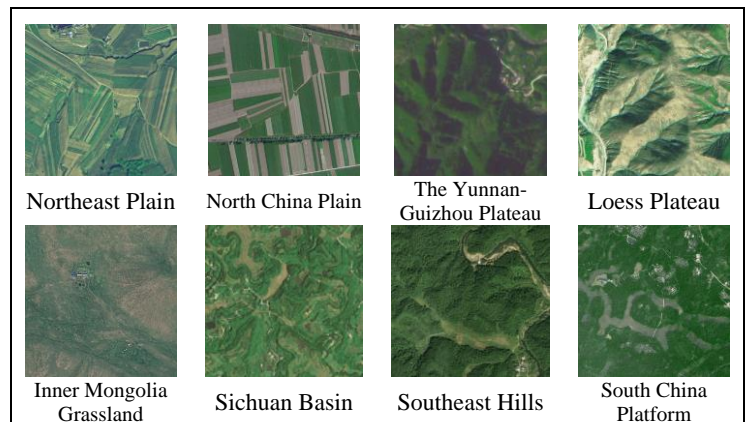 Northeast Plain
North China Plain
The Yunnan-
Guizhou Plateau
Loess Plateau
Inner Mongolia
Grassland
Sichuan Basin
Southeast Hills
South China
Platform